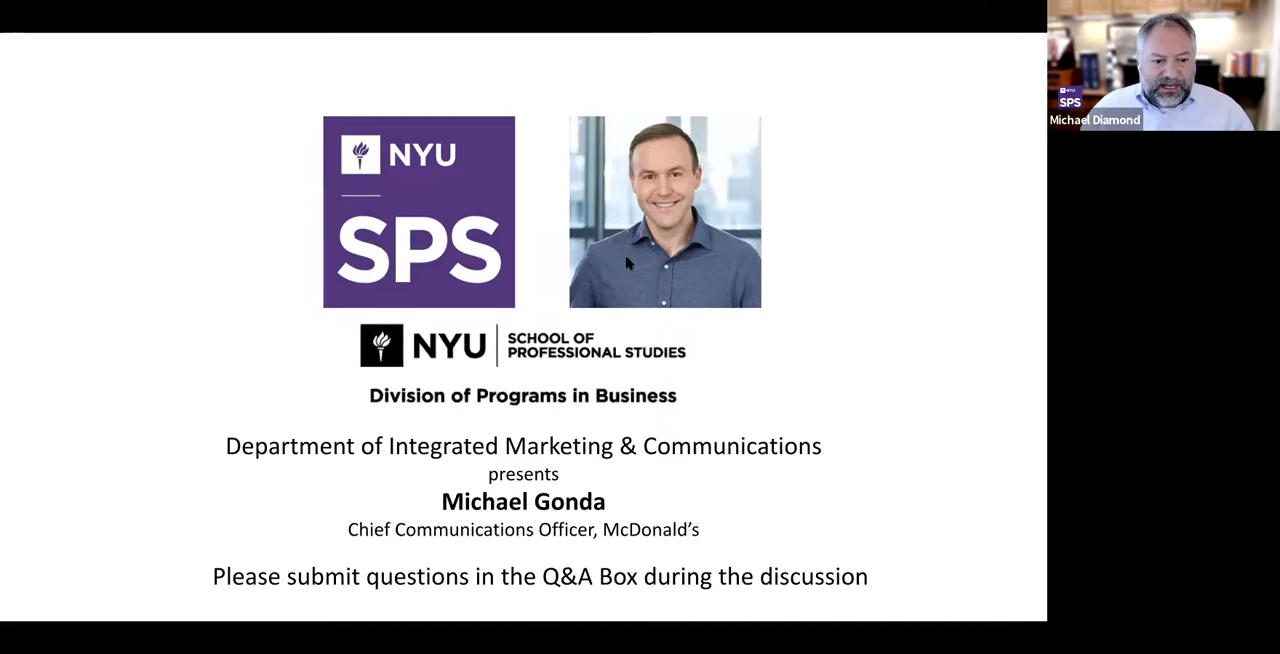 NYU
SPS
NYU
SCHOOL OF
PROFESSIONAL STUDIES
Division of Programs in Business
Department of Integrated Marketing & Communications
presents
Michael Gonda
Chief Communications Officer, McDonald’s
Please submit questions in the Q&A Box during the discussion
NYU
SPS
Michael Diamond